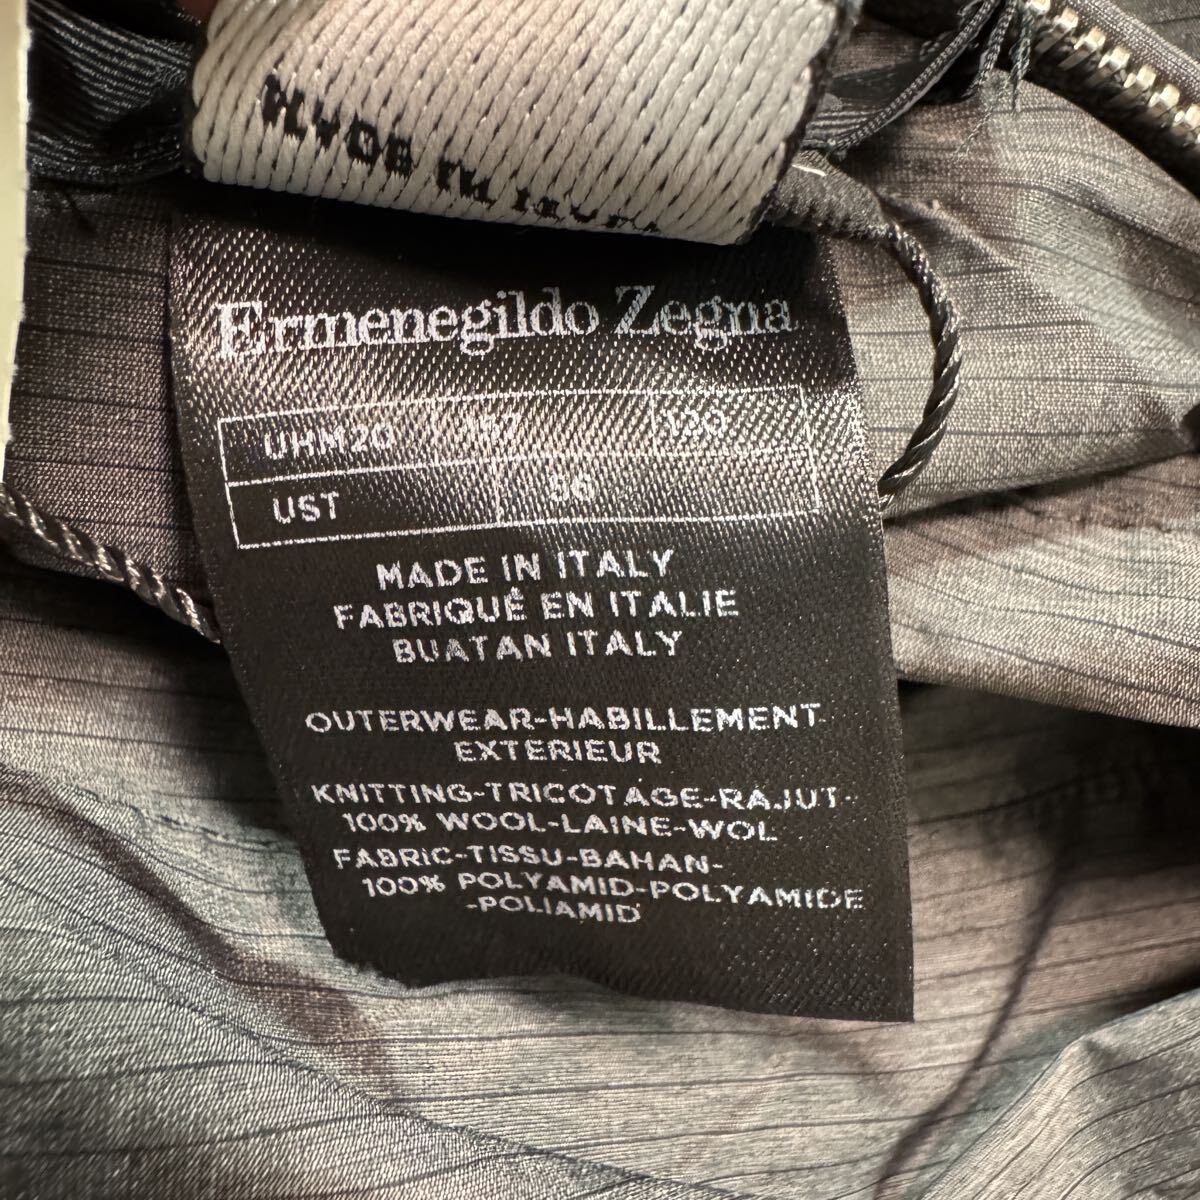 Ermenegildo Zegna
UHM20
UST
MADE IN ITALY
FABRIQUÉ EN ITALIE
BUATAN ITALY
OUTERWEAR-HABILLEMENT
EXTERIEUR
KNITTING-TRICOTAGE-RAJUT-
100% WOOL-LAINE-WOL
FABRIC-TISSU-BAHAN-
100% POLYAMID-POLYAMIDE
-POLIAMID